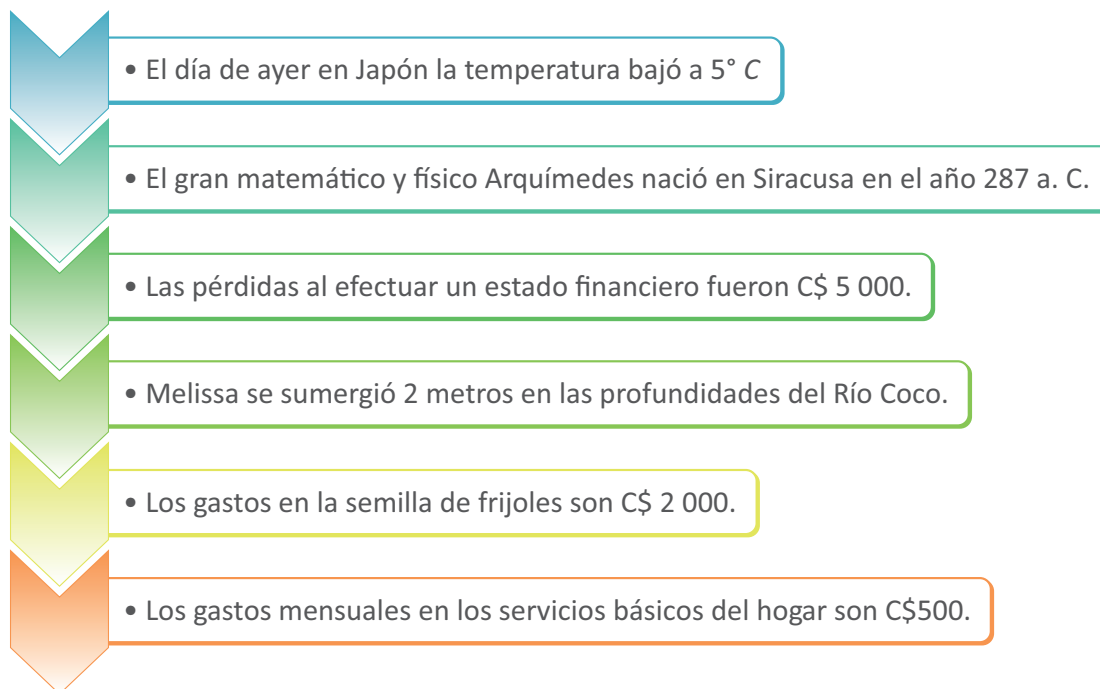 • El día de ayer en Japón la temperatura bajó a 5° C
• El gran matemático y físico Arquímedes nació en Siracusa en el año 287 a. C.
• Las pérdidas al efectuar un estado financiero fueron C$ 5 000.
• Melissa se sumergió 2 metros en las profundidades del Río Coco.
• Los gastos en la semilla de frijoles son C$ 2 000.
• Los gastos mensuales en los servicios básicos del hogar son C$500.